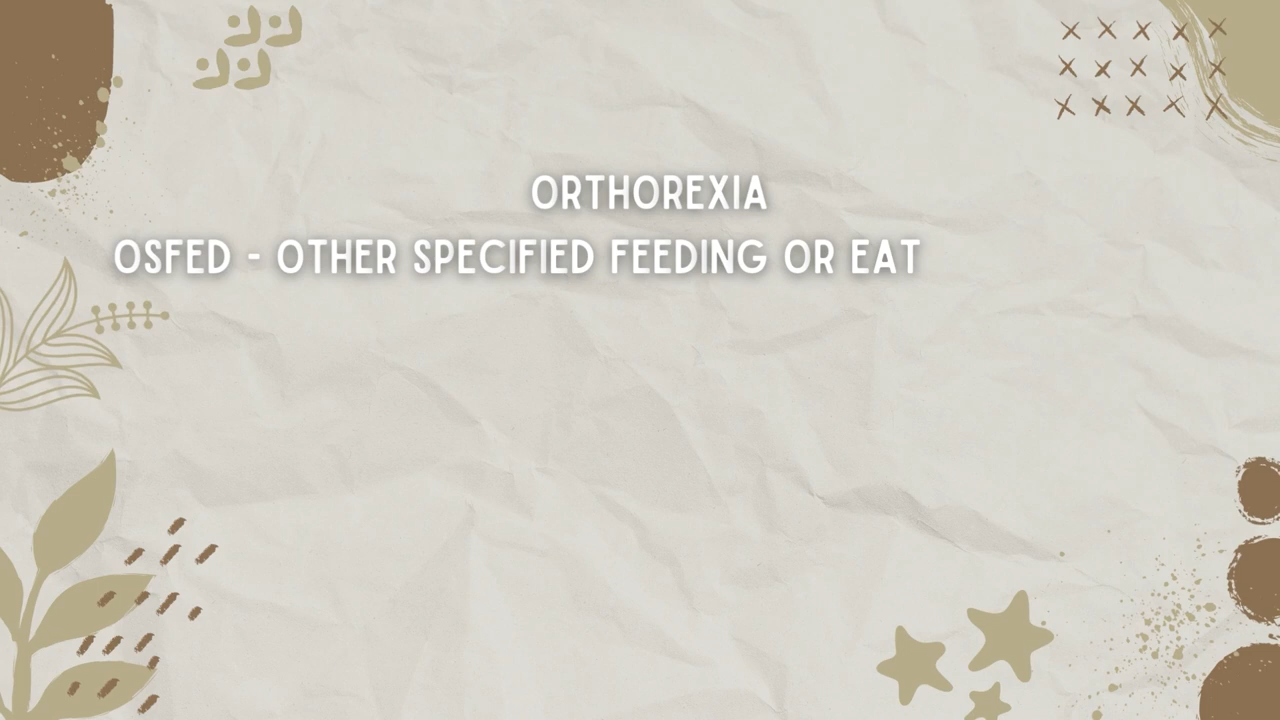 ORTHOREXIA
OSFED - OTHER SPECIFIED FEEDING OR EAT